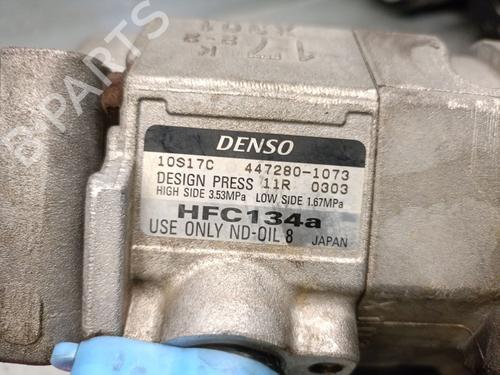 DENSO
10S17C 447280-1073
DESIGN PRESS 11R 0303
HIGH SIDE 3.53MPa LOW SIDE 1.67MPa
HFC134a
USE ONLY ND-OIL 8 JAPAN